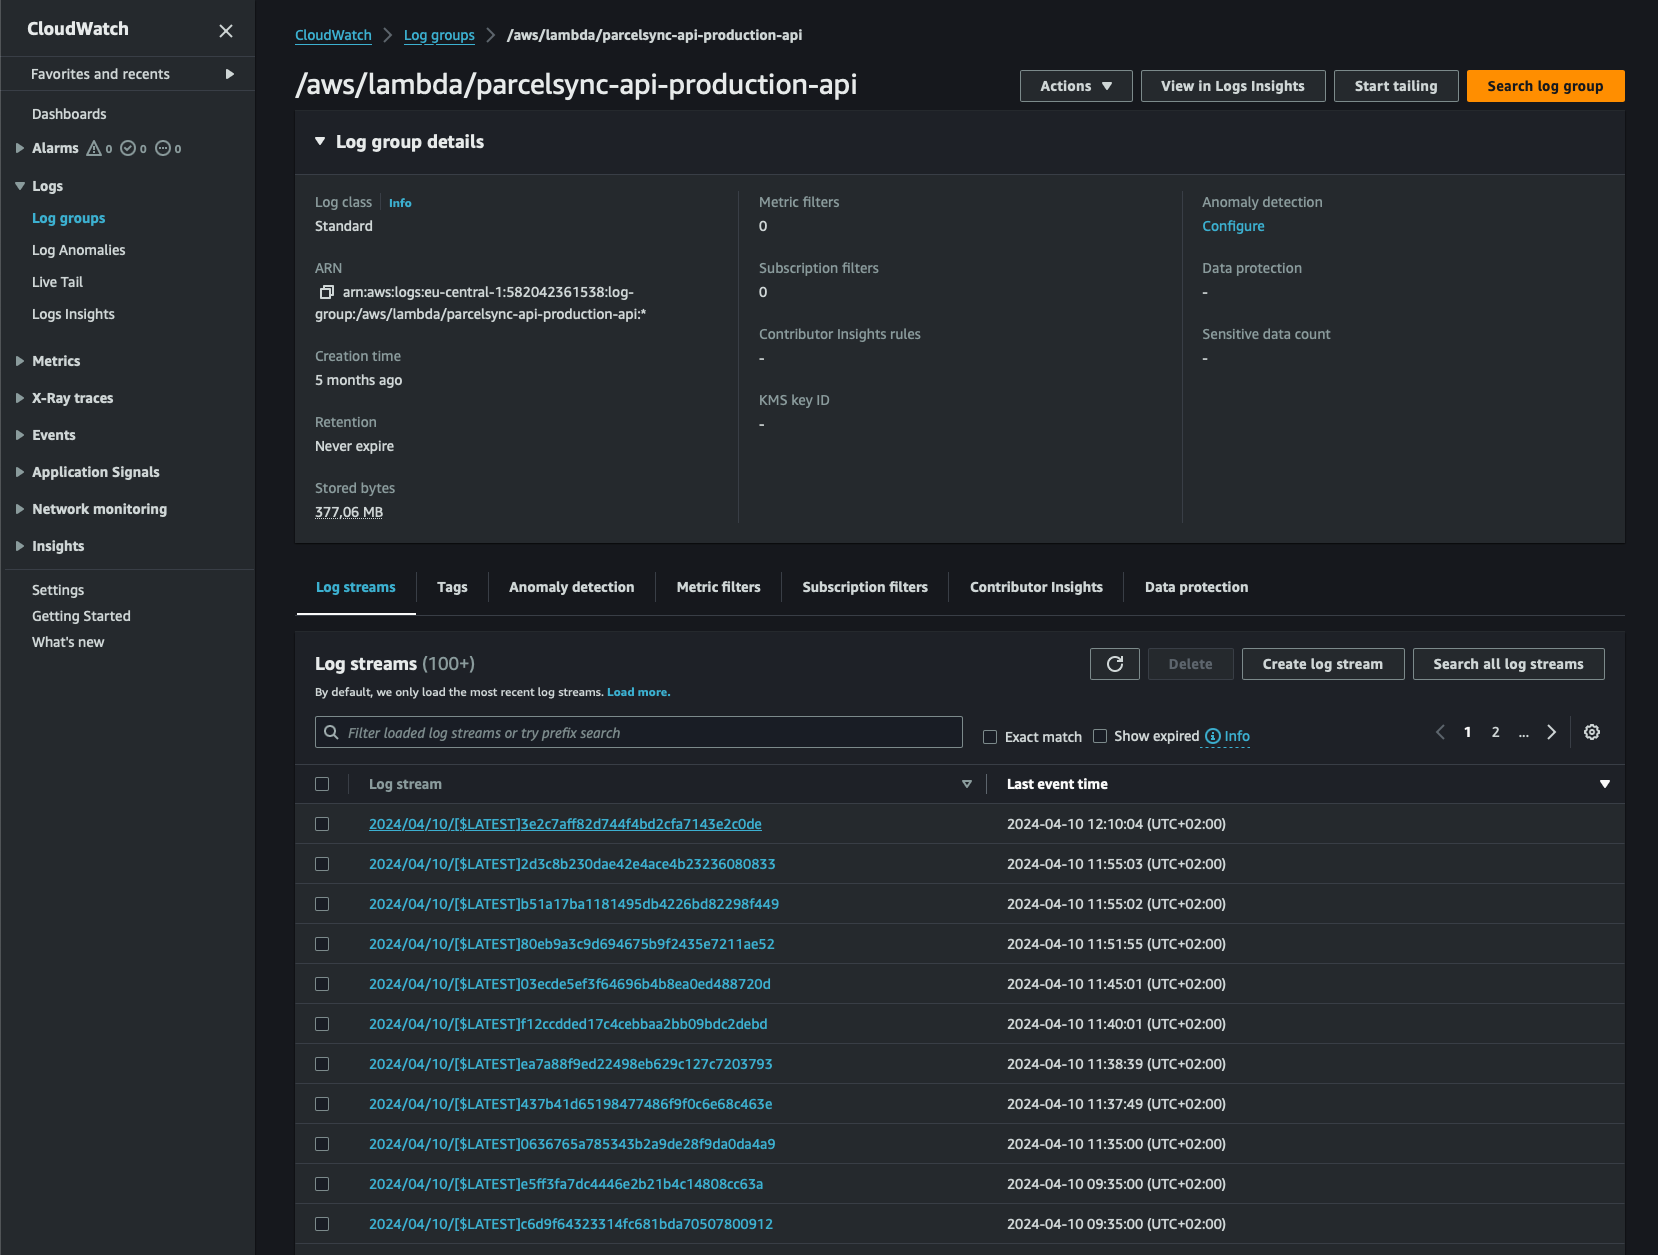 CloudWatch
Favorites and recents
Dashboards
Alarms 0 0 0
Logs
Log groups
Log Anomalies
Live Tail
Logs Insights
Metrics
X-Ray traces
Events
Application Signals
Network monitoring
Insights
Settings
Getting Started
What's new
CloudWatch Log groups /aws/lambda/parcelsync-api-production-api
/aws/lambda/parcelsync-api-production-api
Actions View in Logs Insights Start tailing Search log group
Log group details
Log class Info
Standard
ARN
arn:aws:logs:eu-central-1:582042361538:log-
group:/aws/lambda/parcelsync-api-production-api:*
Creation time
5 months ago
Retention
Never expire
Stored bytes
377,06 MB
Metric filters
0
Subscription filters
0
Contributor Insights rules
-
KMS key ID
-
Anomaly detection
Configure
Data protection
-
Sensitive data count
-
Log streams Tags Anomaly detection Metric filters Subscription filters Contributor Insights Data protection
Log streams (100+)
Delete Create log stream Search all log streams
By default, we only load the most recent log streams. Load more.
Filter loaded log streams or try prefix search
Exact match Show expired Info
1 2 ...
Log stream Last event time
2024/04/10/[$LATEST]3e2c7aff82d744f4bd2cfa7143e2c0de 2024-04-10 12:10:04 (UTC+02:00)
2024/04/10/[$LATEST]2d3c8b230dae42e4ace4b23236080833 2024-04-10 11:55:03 (UTC+02:00)
2024/04/10/[$LATEST]b51a17ba1181495db4226bd82298f449 2024-04-10 11:55:02 (UTC+02:00)
2024/04/10/[$LATEST]80eb9a3c9d694675b9f2435e7211ae52 2024-04-10 11:51:55 (UTC+02:00)
2024/04/10/[$LATEST]03ecde5ef3f64696b4b8ea0ed488720d 2024-04-10 11:45:01 (UTC+02:00)
2024/04/10/[$LATEST]f12ccdded17c4cebbaa2bb09bdc2debd 2024-04-10 11:40:01 (UTC+02:00)
2024/04/10/[$LATEST]ea7a88f9ed22498eb629c127c7203793 2024-04-10 11:38:39 (UTC+02:00)
2024/04/10/[$LATEST]437b41d65198477486f9f0c6e68c463e 2024-04-10 11:37:49 (UTC+02:00)
2024/04/10/[$LATEST]0636765a785343b2a9de28f9da0da4a9 2024-04-10 11:35:00 (UTC+02:00)
2024/04/10/[$LATEST]e5ff3fa7dc4446e2b21b4c14808cc63a 2024-04-10 09:35:00 (UTC+02:00)
2024/04/10/[$LATEST]c6d9f64323314fc681bda70507800912 2024-04-10 09:35:00 (UTC+02:00)